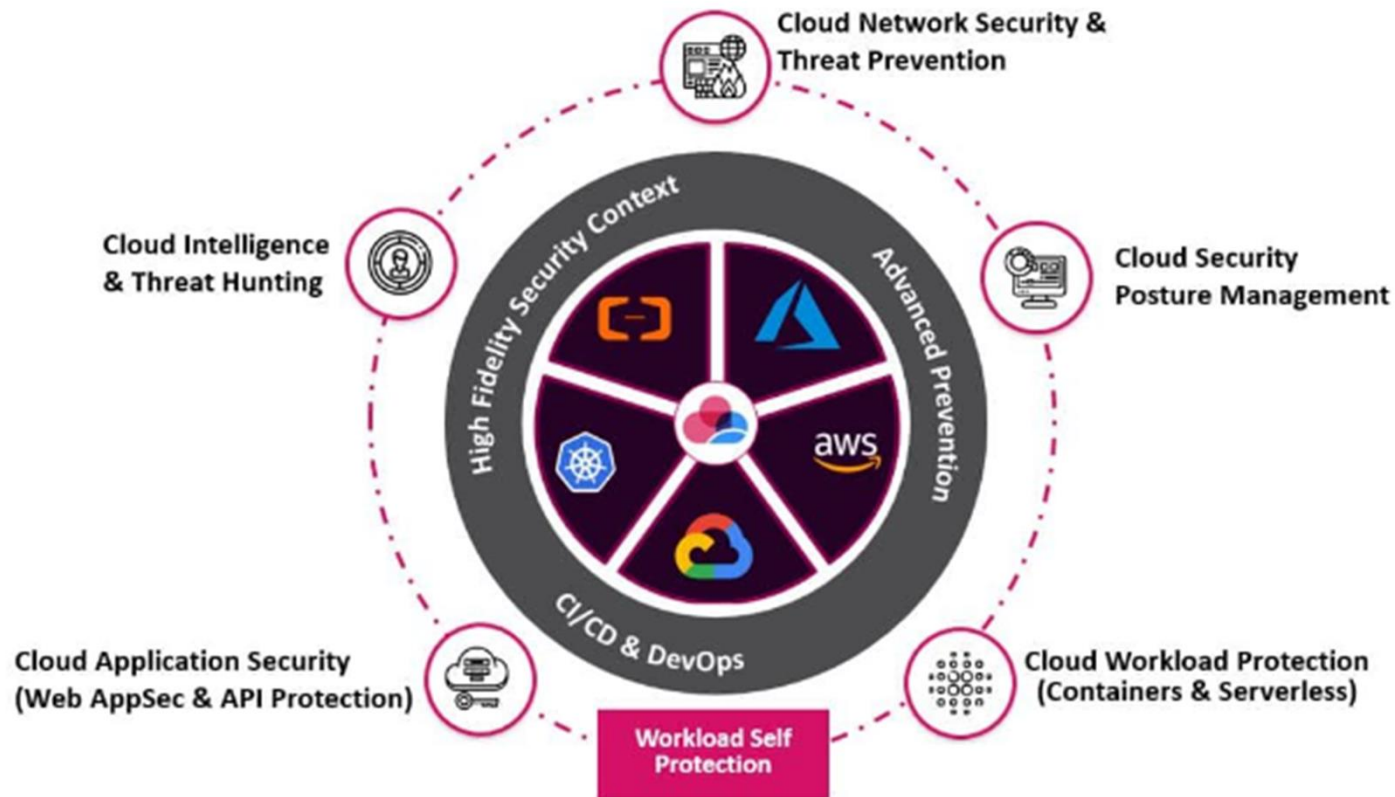 Cloud Network Security &
Threat Prevention
Cloud Intelligence
& Threat Hunting
Cloud Security
Posture Management
High Fidelity Security Context
Advanced Prevention
aws
CI/CD & DevOps
Cloud Application Security
(Web AppSec & API Protection)
Cloud Workload Protection
(Containers & Serverless)
Workload Self
Protection